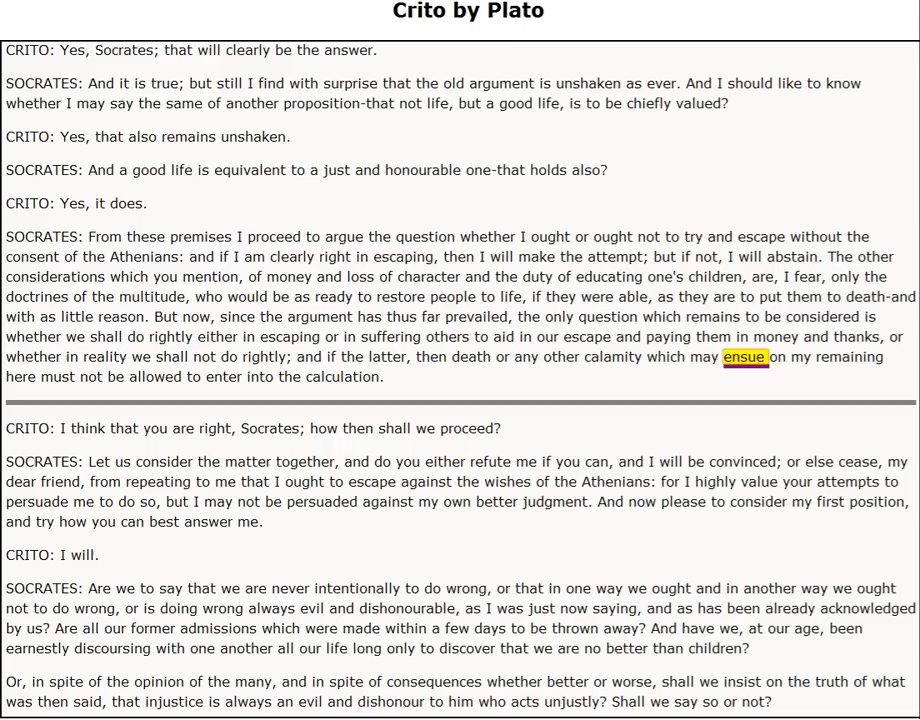 Crito by Plato
CRITO: Yes, Socrates; that will clearly be the answer.
SOCRATES: And it is true; but still I find with surprise that the old argument is unshaken as ever. And I should like to know
whether I may say the same of another proposition-that not life, but a good life, is to be chiefly valued?
CRITO: Yes, that also remains unshaken.
SOCRATES: And a good life is equivalent to a just and honourable one-that holds also?
CRITO: Yes, it does.
SOCRATES: From these premises I proceed to argue the question whether I ought or ought not to try and escape without the
consent of the Athenians: and if I am clearly right in escaping, then I will make the attempt; but if not, I will abstain. The other
considerations which you mention, of money and loss of character and the duty of educating one's children, are, I fear, only the
doctrines of the multitude, who would be as ready to restore people to life, if they were able, as they are to put them to death-and
with as little reason. But now, since the argument has thus far prevailed, the only question which remains to be considered is
whether we shall do rightly either in escaping or in suffering others to aid in our escape and paying them in money and thanks, or
whether in reality we shall not do rightly; and if the latter, then death or any other calamity which may ensue on my remaining
here must not be allowed to enter into the calculation.
CRITO: I think that you are right, Socrates; how then shall we proceed?
SOCRATES: Let us consider the matter together, and do you either refute me if you can, and I will be convinced; or else cease, my
dear friend, from repeating to me that I ought to escape against the wishes of the Athenians: for I highly value your attempts to
persuade me to do so, but I may not be persuaded against my own better judgment. And now please to consider my first position,
and try how you can best answer me.
CRITO: I will.
SOCRATES: Are we to say that we are never intentionally to do wrong, or that in one way we ought and in another way we ought
not to do wrong, or is doing wrong always evil and dishonourable, as I was just now saying, and as has been already acknowledged
by us? Are all our former admissions which were made within a few days to be thrown away? And have we, at our age, been
earnestly discoursing with one another all our life long only to discover that we are no better than children?
Or, in spite of the opinion of the many, and in spite of consequences whether better or worse, shall we insist on the truth of what
was then said, that injustice is always an evil and dishonour to him who acts unjustly? Shall we say so or not?